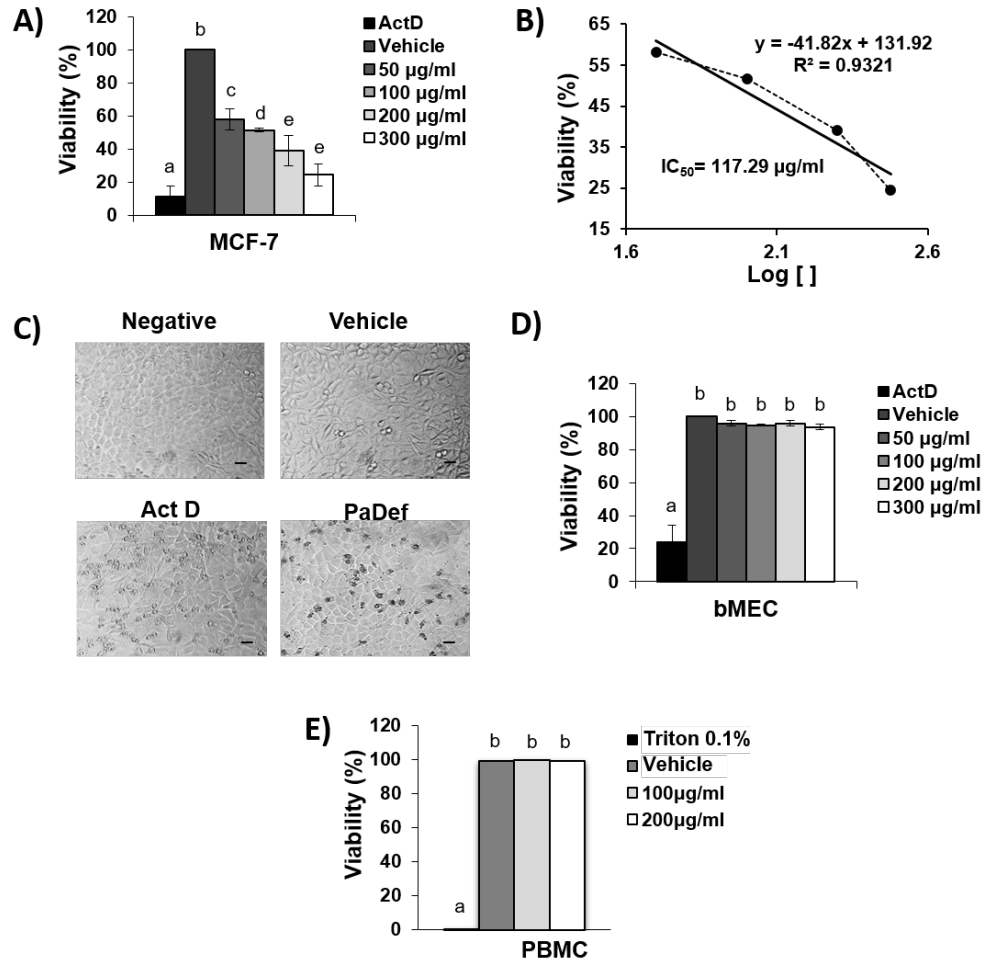 A)
120
100
80
60
40
20
0
Viability (%)
a
b
c
d
e
e
MCF-7
ActD
Vehicle
50 µg/ml
100 µg/ml
200 µg/ml
300 µg/ml
B)
65
55
45
35
25
15
Viability (%)
y = -41.82x + 131.92
R² = 0.9321
IC₅₀= 117.29 µg/ml
1.6
2.1
2.6
Log [ ]
C)
Negative
Vehicle
Act D
PaDef
D)
120
100
80
60
40
20
0
Viability (%)
a
b
b
b
b
b
bMEC
ActD
Vehicle
50 µg/ml
100 µg/ml
200 µg/ml
300 µg/ml
E)
120
100
80
60
40
20
0
Viability (%)
a
b
b
b
PBMC
Triton 0.1%
Vehicle
100µg/ml
200µg/ml